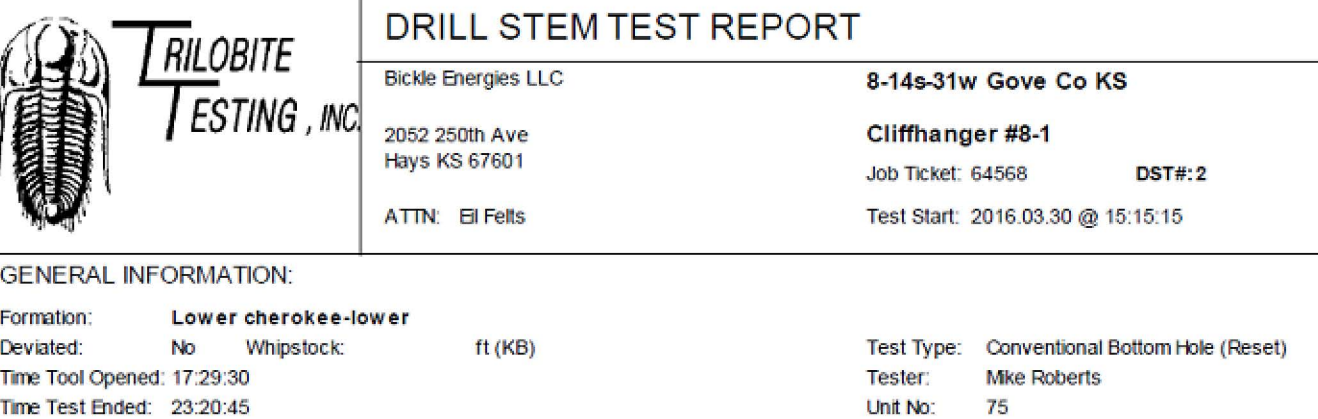 TRILOBITE
TESTING, INC.
DRILL STEM TEST REPORT
Bickle Energies LLC
2052 250th Ave
Hays KS 67601
ATTN: Eil Felts
8-14s-31w Gove Co KS
Cliffhanger #8-1
Job Ticket: 64568 DST#: 2
Test Start: 2016.03.30 @ 15:15:15
GENERAL INFORMATION:
Formation: Lower cherokee-lower
Deviated: No Whipstock: ft (KB)
Time Tool Opened: 17:29:30
Time Test Ended: 23:20:45
Test Type: Conventional Bottom Hole (Reset)
Tester: Mike Roberts
Unit No: 75